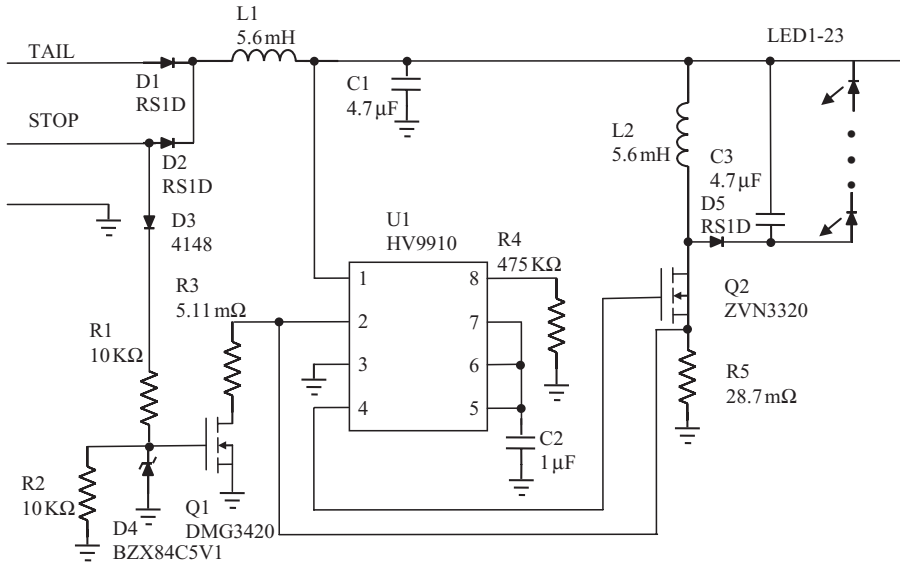 L1
5.6 mH
LED1-23
TAIL
D1
RS1D
C1
4.7 µF
STOP
D2
RS1D
L2
5.6 mH
C3
4.7 µF
D5
RS1D
D3
4148
U1
HV9910
R4
475 KΩ
R3
5.11 mΩ
1
8
Q2
ZVN3320
2
7
R1
10 KΩ
3
6
R5
28.7 mΩ
4
5
C2
1 µF
R2
10 KΩ
Q1
DMG3420
D4
BZX84C5V1